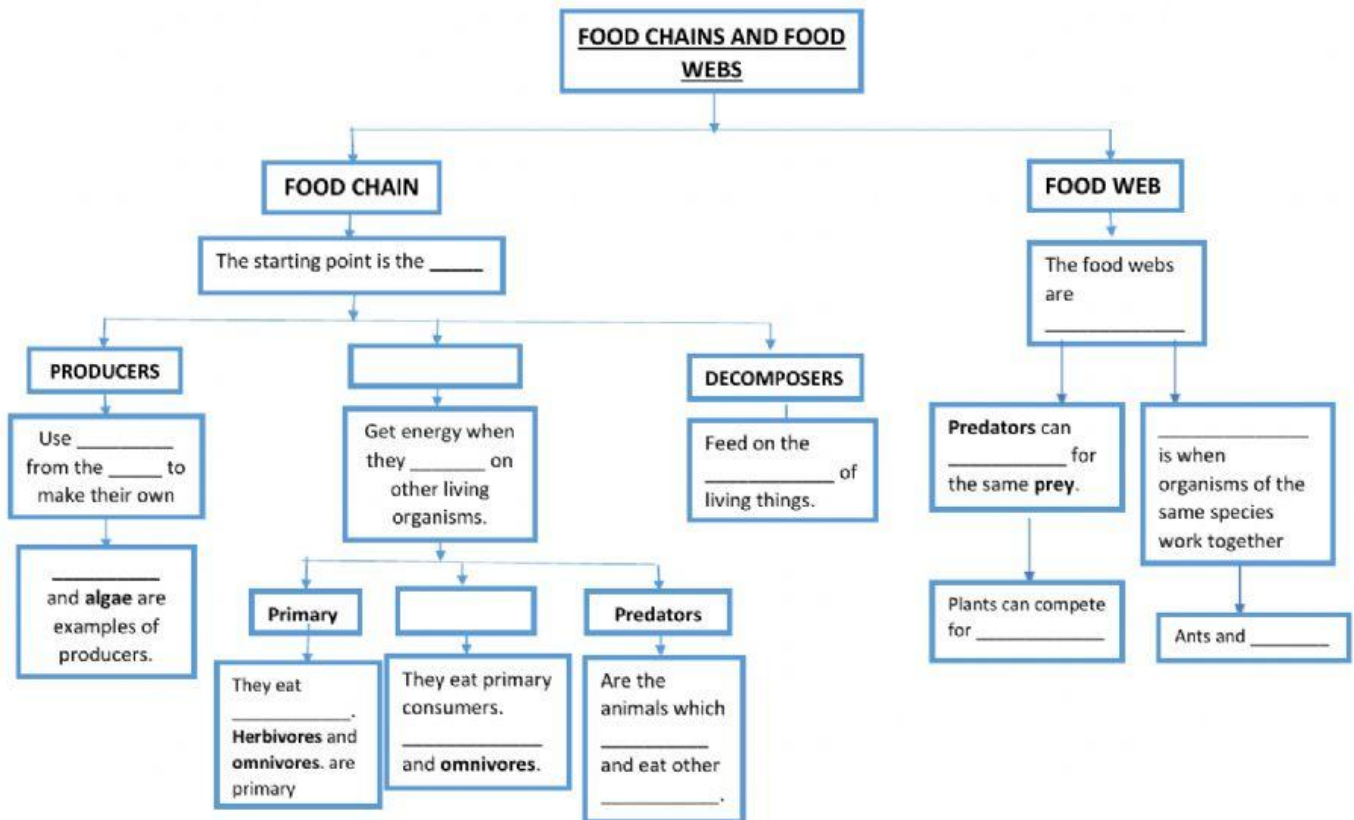 FOOD CHAINS AND FOOD
WEBS
FOOD CHAIN
The starting point is the _____
PRODUCERS
Use _________
from the _____ to
make their own
__________
and algae are
examples of
producers.
Get energy when
they _______ on
other living
organisms.
Primary
They eat
___________.
Herbivores and
omnivores. are
primary
They eat primary
consumers.
_____________
and omnivores.
Predators
Are the
animals which
__________
and eat other
___________.
DECOMPOSERS
Feed on the
____________ of
living things.
FOOD WEB
The food webs
are
_____________
Predators can
___________ for
the same prey.
Plants can compete
for ____________
______________
is when
organisms of the
same species
work together
Ants and ________